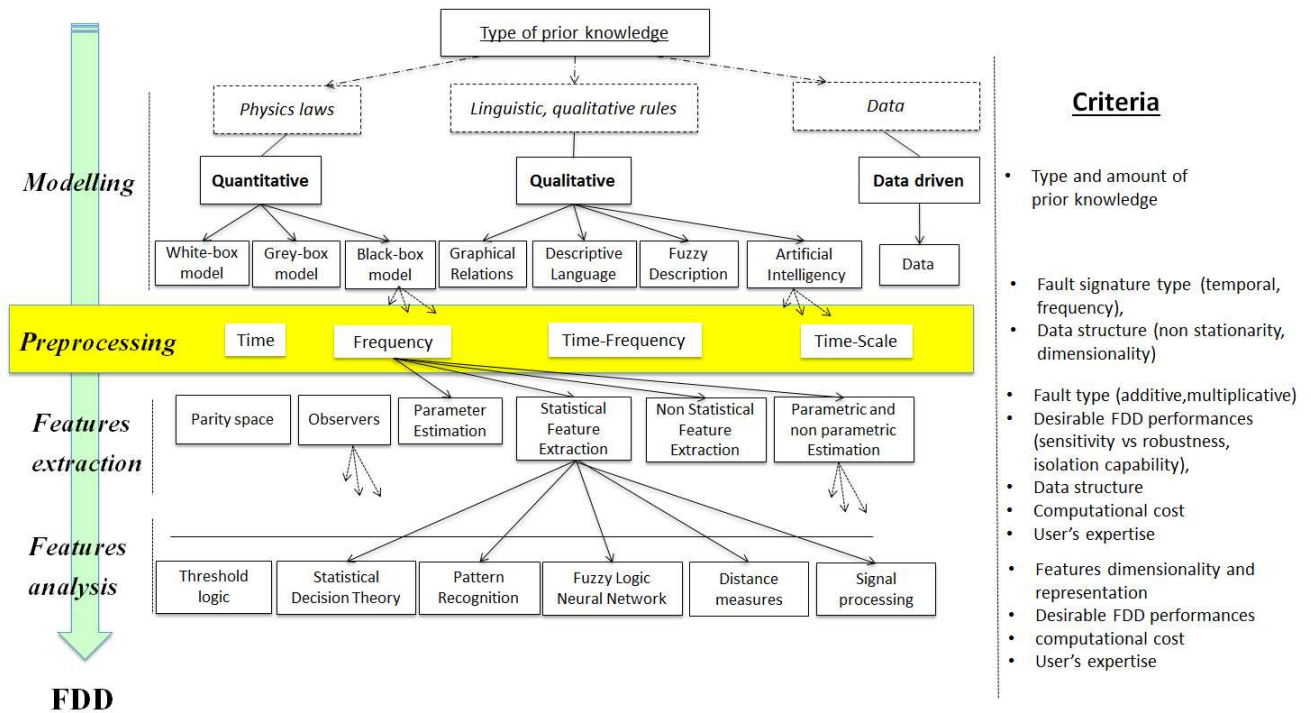 Type of prior knowledge
Physics laws
Linguistic, qualitative rules
Data
Criteria
Modelling
Quantitative
Qualitative
Data driven
• Type and amount of
prior knowledge
White-box
model
Grey-box
model
Black-box
model
Graphical
Relations
Descriptive
Language
Fuzzy
Description
Artificial
Intelligency
Data
• Fault signature type (temporal,
frequency),
• Data structure (non stationarity,
dimensionality)
Preprocessing
Time
Frequency
Time-Frequency
Time-Scale
Features
extraction
Parity space
Observers
Parameter
Estimation
Statistical
Feature
Extraction
Non Statistical
Feature
Extraction
Parametric and
non parametric
Estimation
• Fault type (additive,multiplicative)
• Desirable FDD performances
(sensitivity vs robustness,
isolation capability),
• Data structure
• Computational cost
• User's expertise
Features
analysis
Threshold
logic
Statistical
Decision Theory
Pattern
Recognition
Fuzzy Logic
Neural Network
Distance
measures
Signal
processing
• Features dimensionality and
representation
• Desirable FDD performances
• computational cost
• User's expertise
FDD